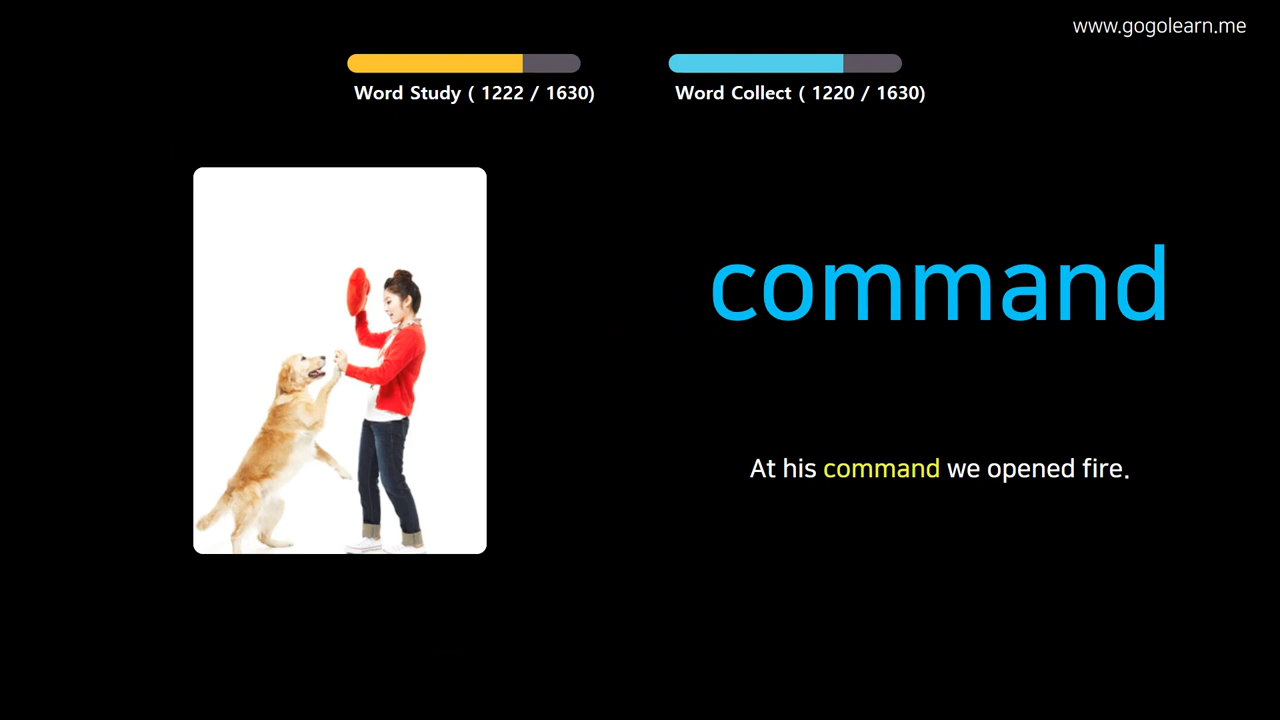 www.gogolearn.me
Word Study ( 1222 / 1630)
Word Collect ( 1220 / 1630)
command
At his command we opened fire.